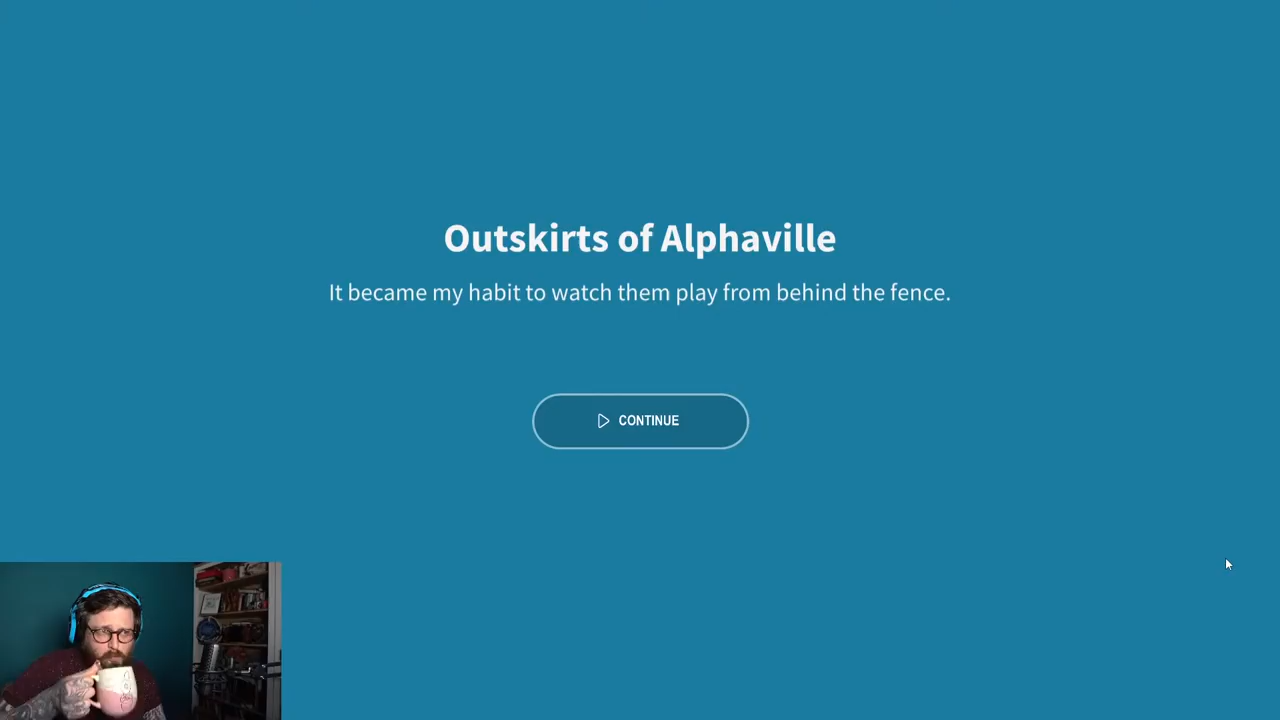 Outskirts of Alphaville
It became my habit to watch them play from behind the fence.
CONTINUE